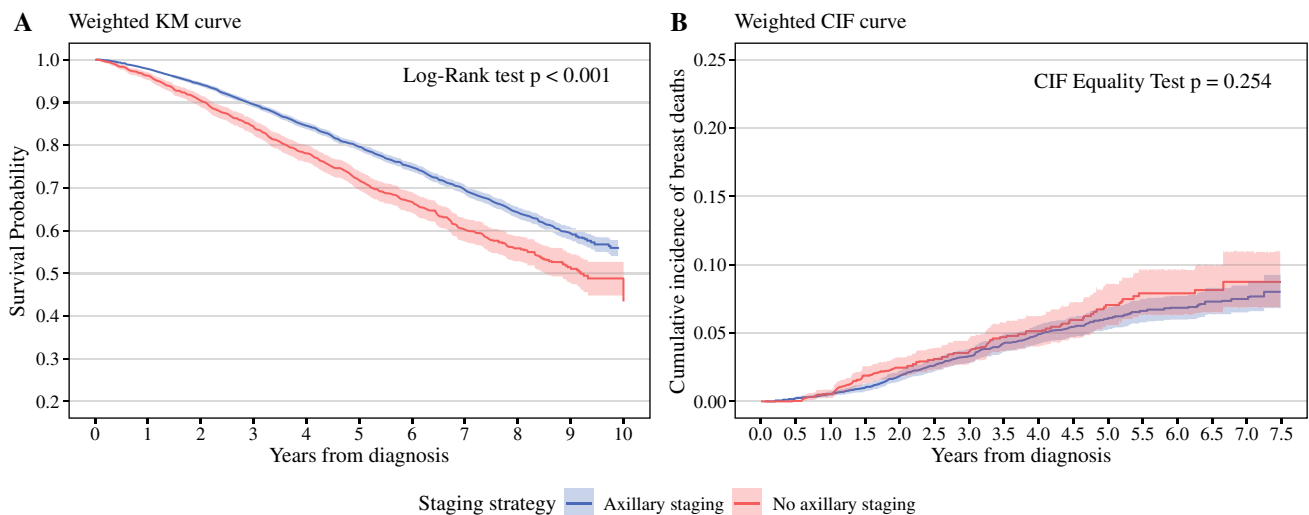 A Weighted KM curve
Log-Rank test p < 0.001
Survival Probability
1.0
0.9
0.8
0.7
0.6
0.5
0.4
0.3
0.2
0 1 2 3 4 5 6 7 8 9 10
Years from diagnosis
B Weighted CIF curve
CIF Equality Test p = 0.254
Cumulative incidence of breast deaths
0.25
0.20
0.15
0.10
0.05
0.00
0.0 0.5 1.0 1.5 2.0 2.5 3.0 3.5 4.0 4.5 5.0 5.5 6.0 6.5 7.0 7.5
Years from diagnosis
Staging strategy Axillary staging No axillary staging